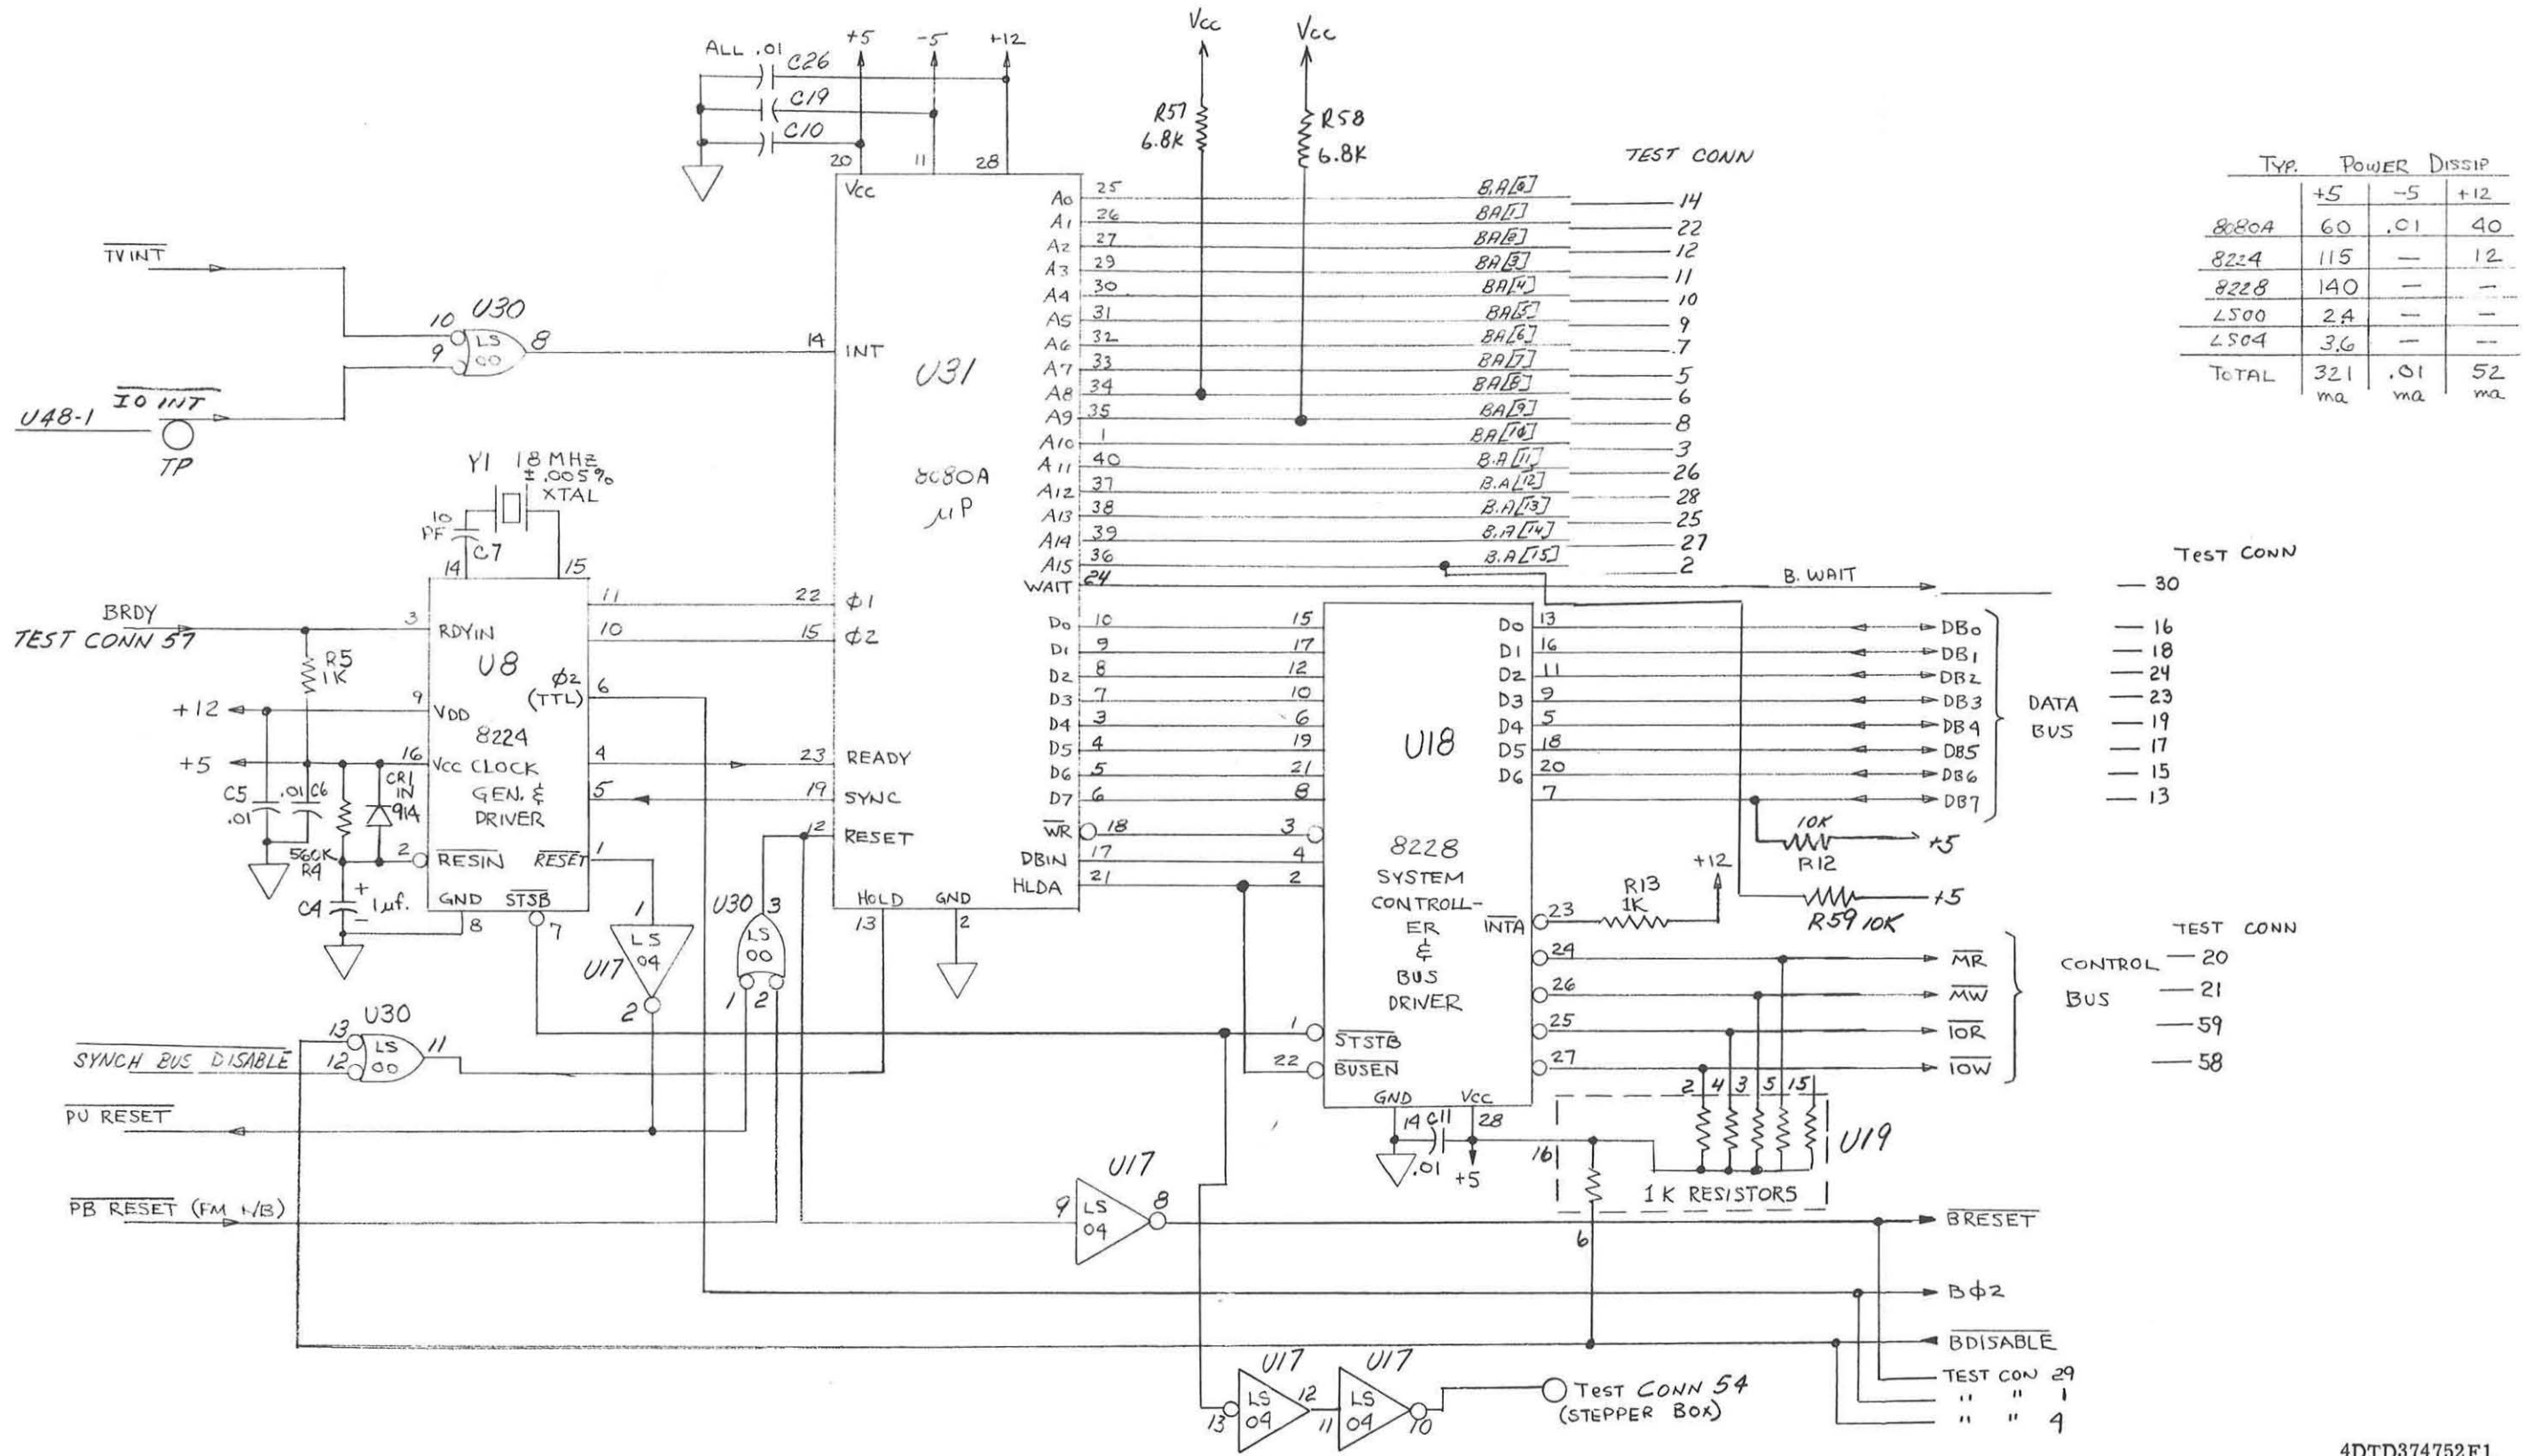 ALL .01
C26
C19
C10
+5
-5
+12
20
11
28
Vcc
R57
6.8K
Vcc
R58
6.8K
TEST CONN
TYP. POWER DISSIP
+5 -5 +12
8080A 60 .01 40
8224 115 — 12
8228 140 — —
LS00 2.4 — —
LS04 3.6 — —
TOTAL 321 .01 52
ma ma ma
TVINT
10 U30
9 LS 00 8
IO INT
U48-1
TP
Vcc
14 INT
U31
8080A
μP
A0 25 B.A[0] 14
A1 26 BA[1] 22
A2 27 BA[2] 12
A3 29 BA[3] 11
A4 30 BA[4] 10
A5 31 BA[5] 9
A6 32 BA[6] 7
A7 33 BA[7] 5
A8 34 BA[8] 6
A9 35 BA[9] 8
A10 1 BA[10] 3
A11 40 B.A[11] 26
A12 37 B.A[12] 28
A13 38 B.A[13] 25
A14 39 B.A[14] 27
A15 36 B.A[15] 2
WAIT 24 B. WAIT
TEST CONN
30
Y1 18 MHZ
±.005%
XTAL
10
PF
C7
14
15
BRDY
TEST CONN 57
3 RDYIN
R5
1K
U8
11 22 φ1
10 15 φ2
φ2
(TTL) 6
+12
9 VDD
8224
+5
16 Vcc CLOCK
GEN. &
DRIVER
4 23 READY
5 19 SYNC
12 RESET
C5
.01
.01 C6
CR1
1N
914
560K
R4
2 RESIN
RESET 1
C4
+
-
1 μf.
GND STSB
8 7
HOLD GND
13 2
D0 10 15 D0 13 DB0 16
D1 9 17 D1 16 DB1 18
D2 8 12 D2 11 DB2 24
D3 7 10 D3 9 DB3 23
D4 3 6 D4 5 DB4 19
D5 4 19 D5 18 DB5 17
D6 5 21 D6 20 DB6 15
D7 6 8 7 DB7 13
DATA
BUS
WR 18 3
DBIN 17 4
HLDA 21 2
U18
8228
SYSTEM
CONTROLL-
ER
&
BUS
DRIVER
10K
R12
+5
+12
R13
1K
INTA 23
R59 10K
+5
TEST CONN
24 MR 20
26 MW 21
25 IOR 59
27 IOW 58
CONTROL
BUS
1 STSTB
22 BUSEN
GND Vcc
14 C11 28
.01
+5
2 4 3 5 15
16
U19
1K RESISTORS
6
1
LS
04
U17
2
U30 3
LS
00
1 2
U30
13
12
LS
00
11
SYNCH BUS DISABLE
PU RESET
PB RESET (FM N/B)
U17
9 LS 8
04
BRESET
Bφ2
BDISABLE
TEST CON 29
" " 1
" " 4
U17 U17
13 LS 12
04
11 LS 10
04
TEST CONN 54
(STEPPER BOX)
4DTD374752F1